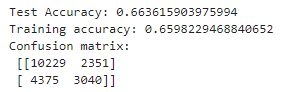 Test Accuracy: 0.663615903975994
Training accuracy: 0.6598229468840652
Confusion matrix:
[[10229 2351]
[ 4375 3040]]